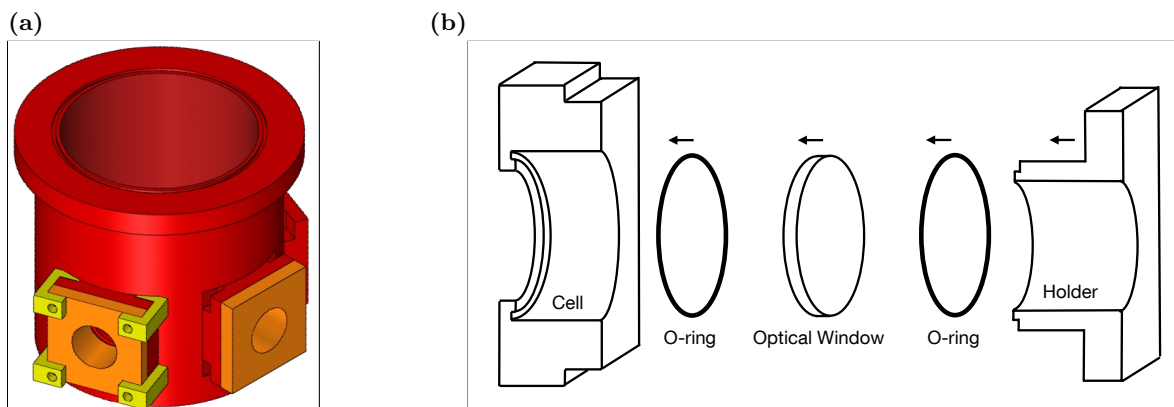 (a)
(b)
Cell
Holder
O-ring
Optical Window
O-ring